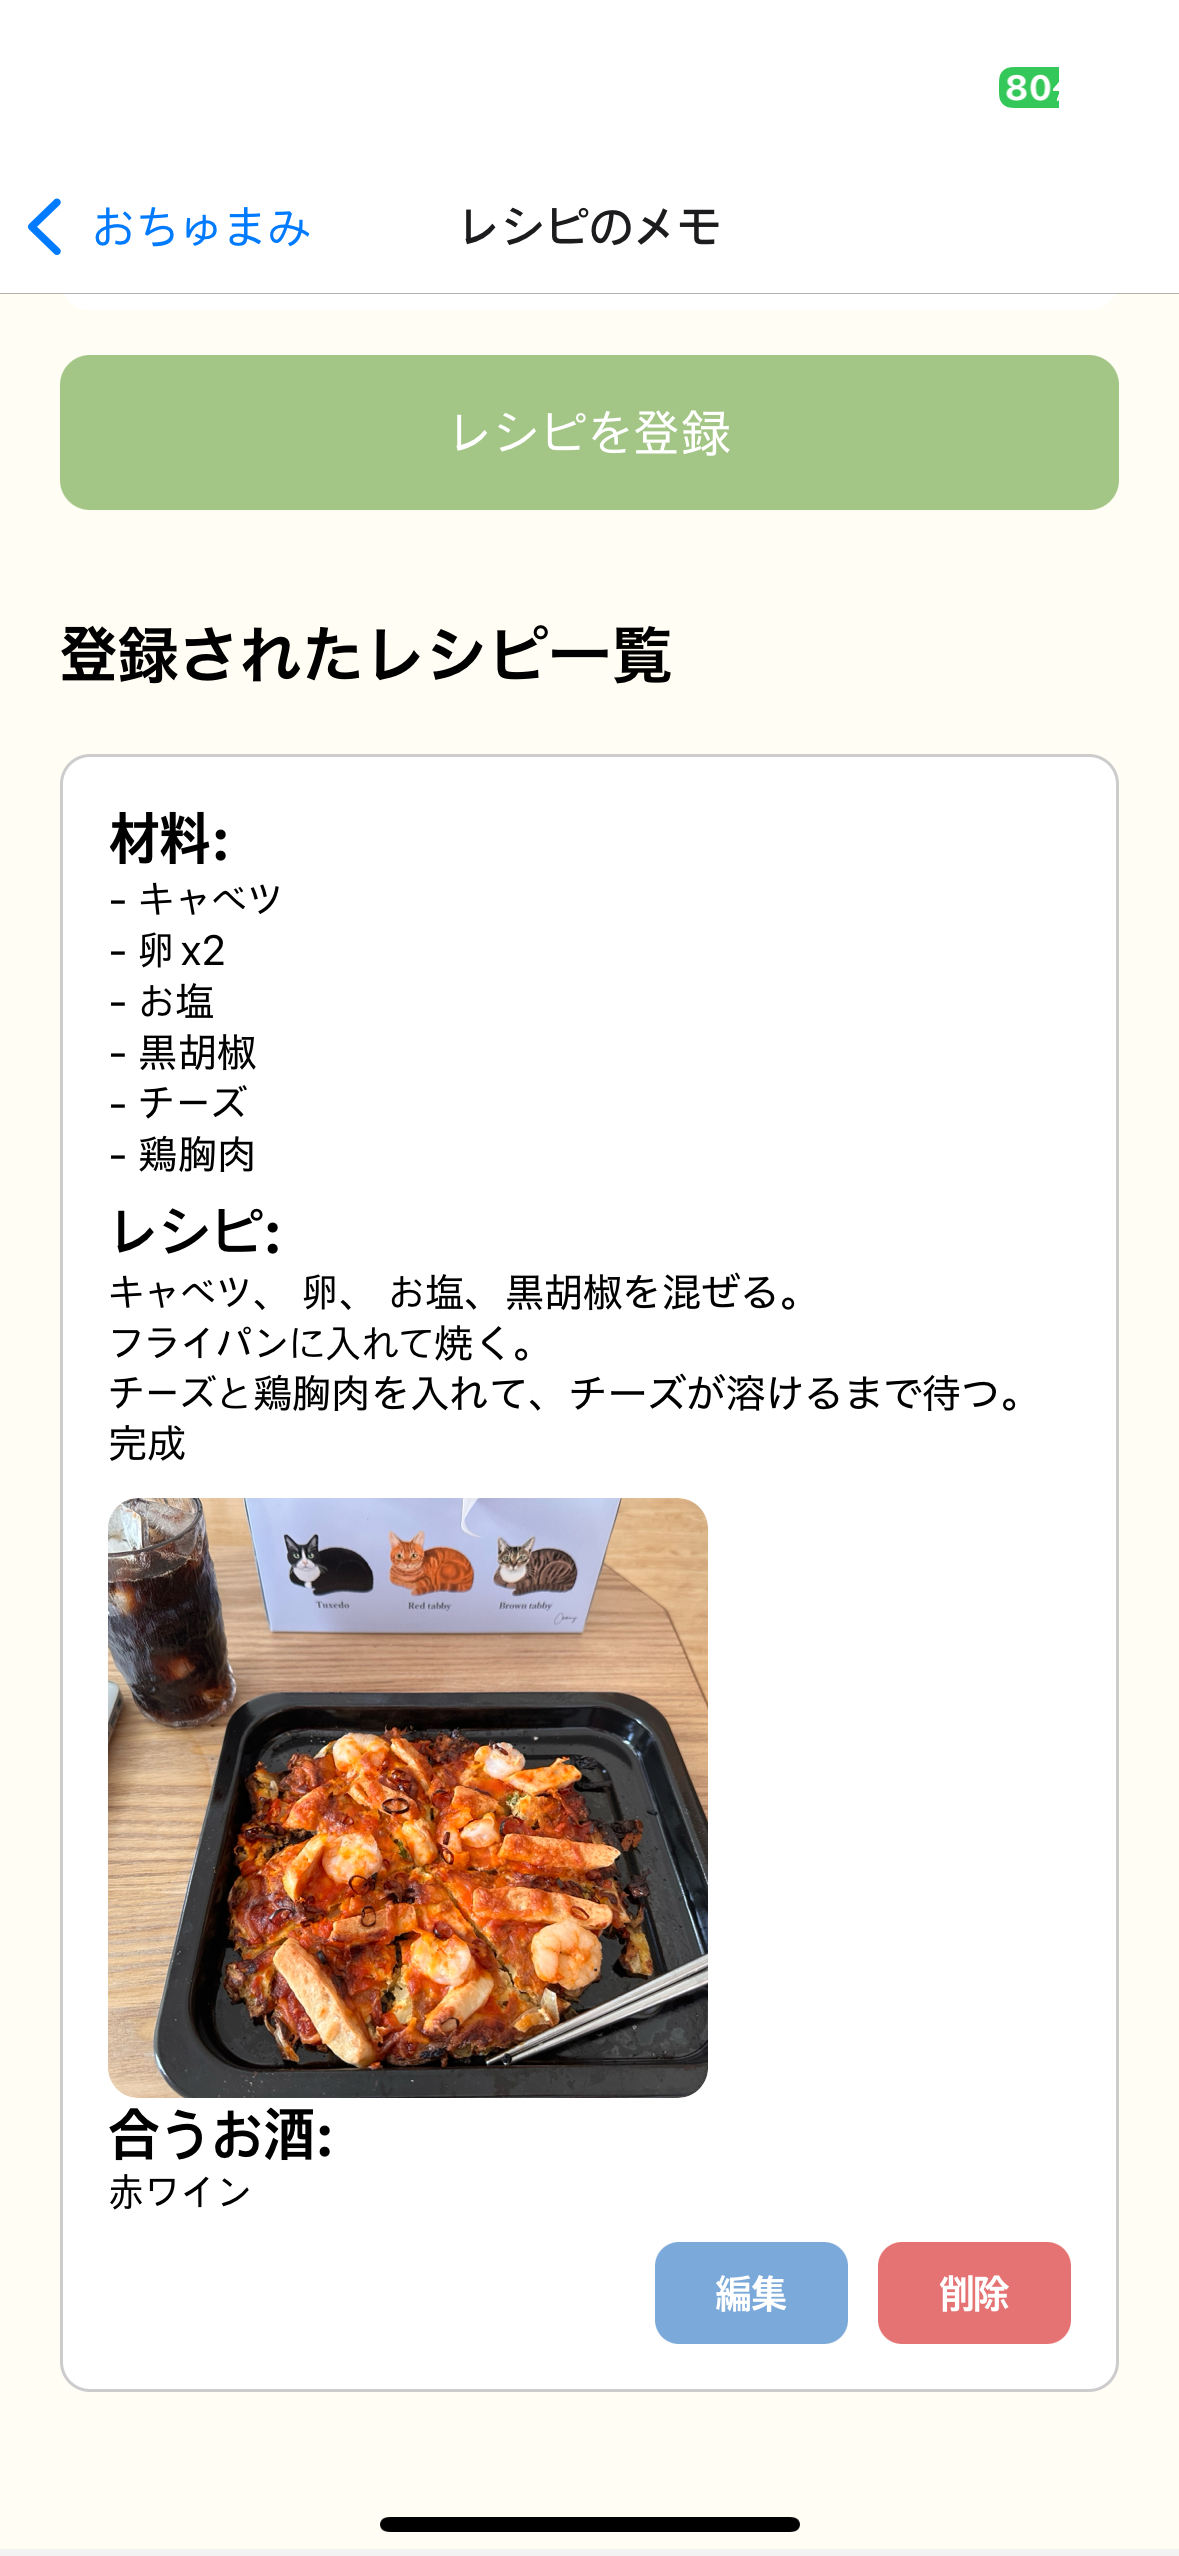 おちゅまみ
レシピのメモ
レシピを登録
登録されたレシピ一覧
材料:
- キャベツ
- 卵 x2
- お塩
- 黒胡椒
- チーズ
- 鶏胸肉
レシピ:
キャベツ、 卵、 お塩、黒胡椒を混ぜる。
フライパンに入れて焼く。
チーズと鶏胸肉を入れて、チーズが溶けるまで待つ。
完成
Tuxedo
Red tabby
Brown tabby
合うお酒:
赤ワイン
編集
削除